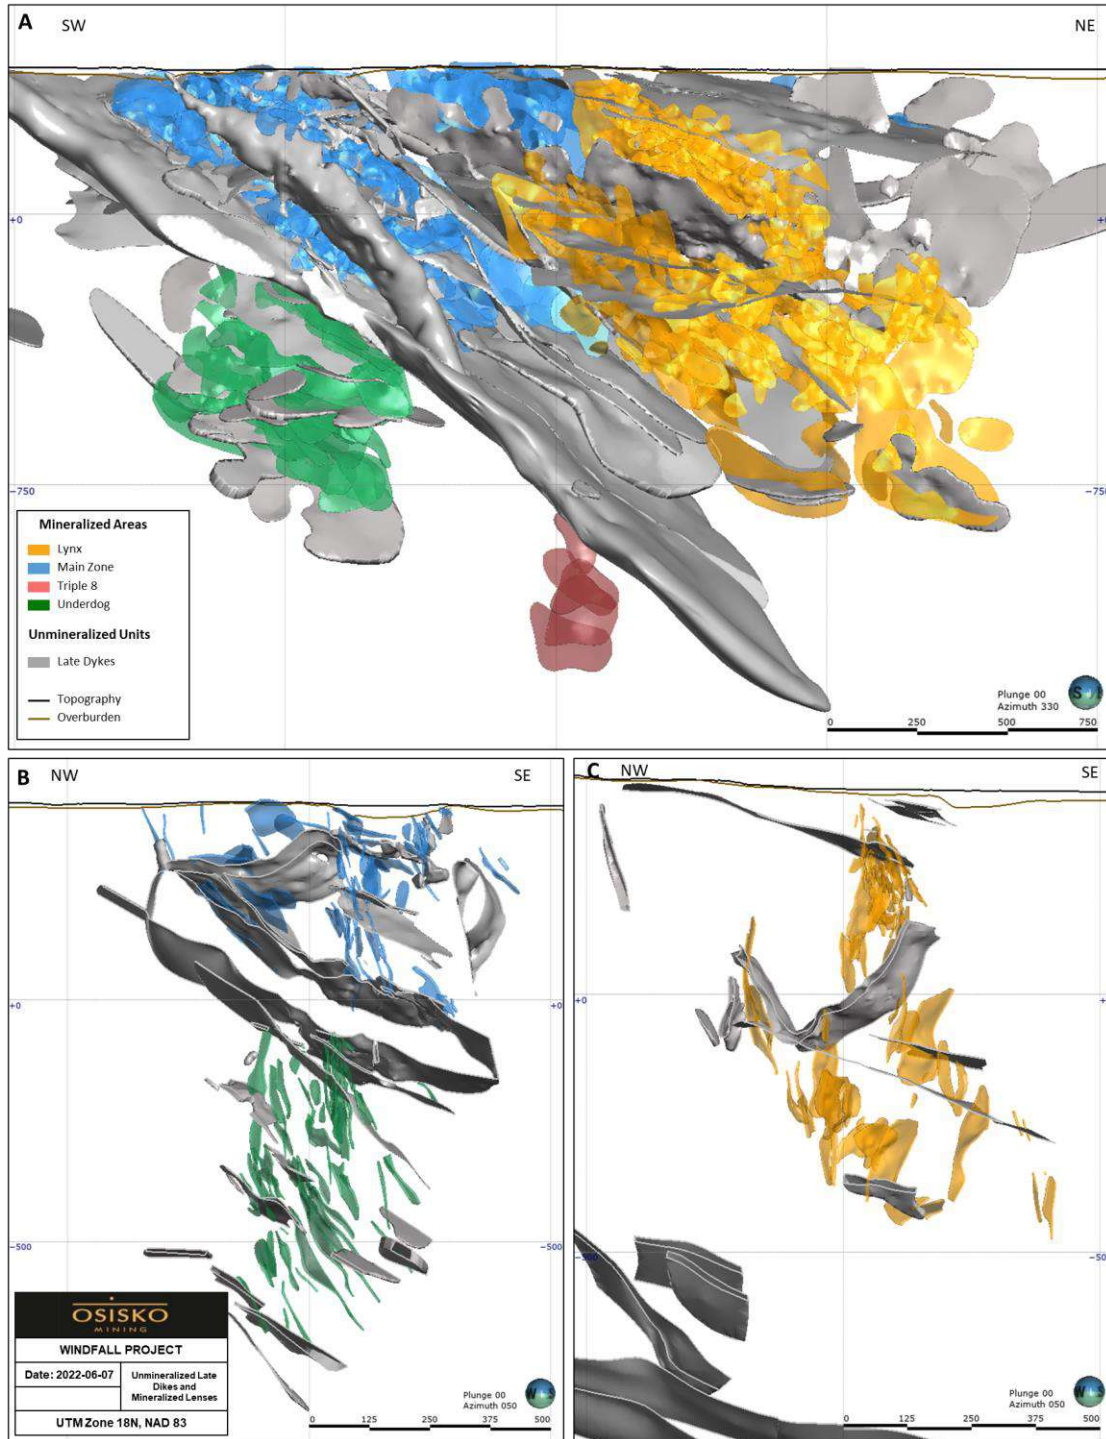 A SW NE
+0
-750 -750
Mineralized Areas
Lynx
Main Zone
Triple 8
Underdog
Unmineralized Units
Late Dykes
Topography
Overburden
Plunge 00
Azimuth 330
0 250 500 750
B NW SE
+0 +0
-500 -500
OSISKO
MINING
WINDFALL PROJECT
Date: 2022-06-07
Unmineralized Late
Dikes and
Mineralized Lenses
UTM Zone 18N, NAD 83
Plunge 00
Azimuth 050
0 125 250 375 500
C NW SE
+0
Plunge 00
Azimuth 050
0 125 250 375 500